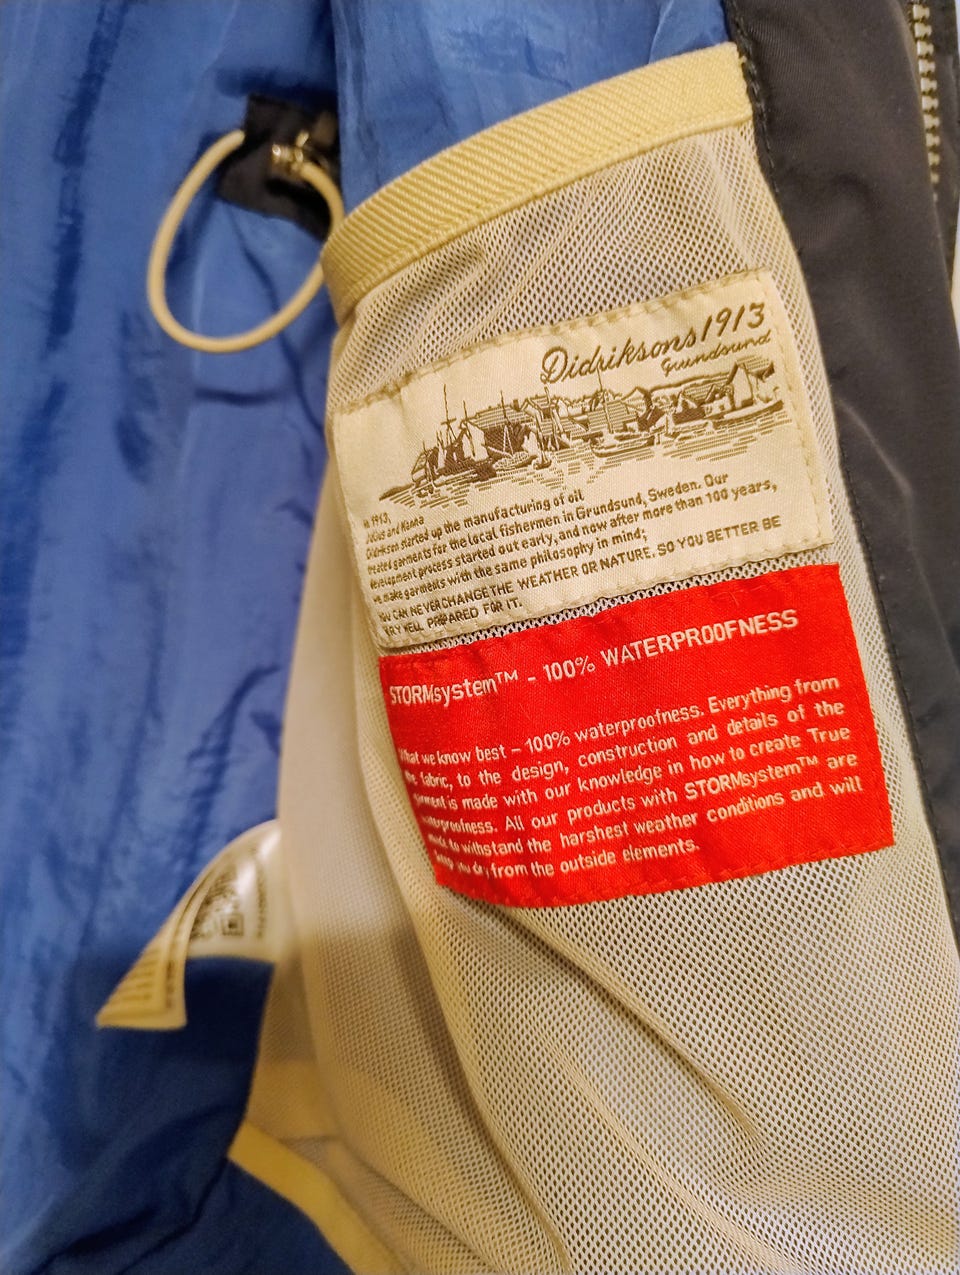 Didriksons1913
Grundsund
In 1913,
Julius and Hanna
Didrikson started up the manufacturing of oil
treated garments for the local fishermen in Grundsund, Sweden. Our
development process started out early, and now after more than 100 years,
we make garments with the same philosophy in mind;
YOU CAN NEVER CHANGE THE WEATHER OR NATURE. SO YOU BETTER BE
VERY WELL PREPARED FOR IT.
STORMsystem™ - 100% WATERPROOFNESS
What we know best – 100% waterproofness. Everything from
the fabric, to the design, construction and details of the
garment is made with our knowledge in how to create True
waterproofness. All our products with STORMsystem™ are
made to withstand the harshest weather conditions and will
keep you dry from the outside elements.